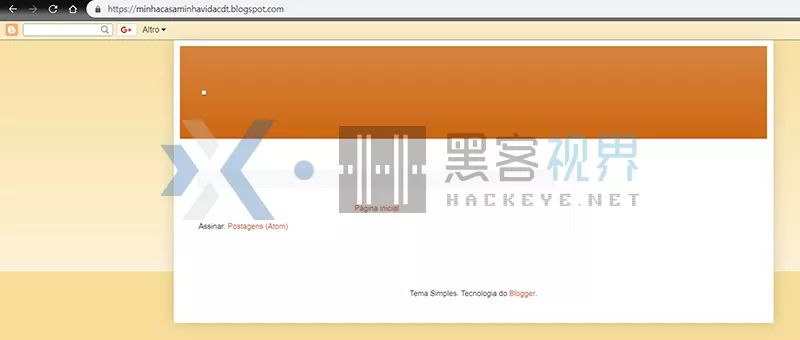 https://minhacasaminhavidacdt.blogspot.com
G+ Altro
黑客视界
HACKEYE.NET
Página inicial
Assinar: Postagens (Atom)
Tema Simples. Tecnologia do Blogger.